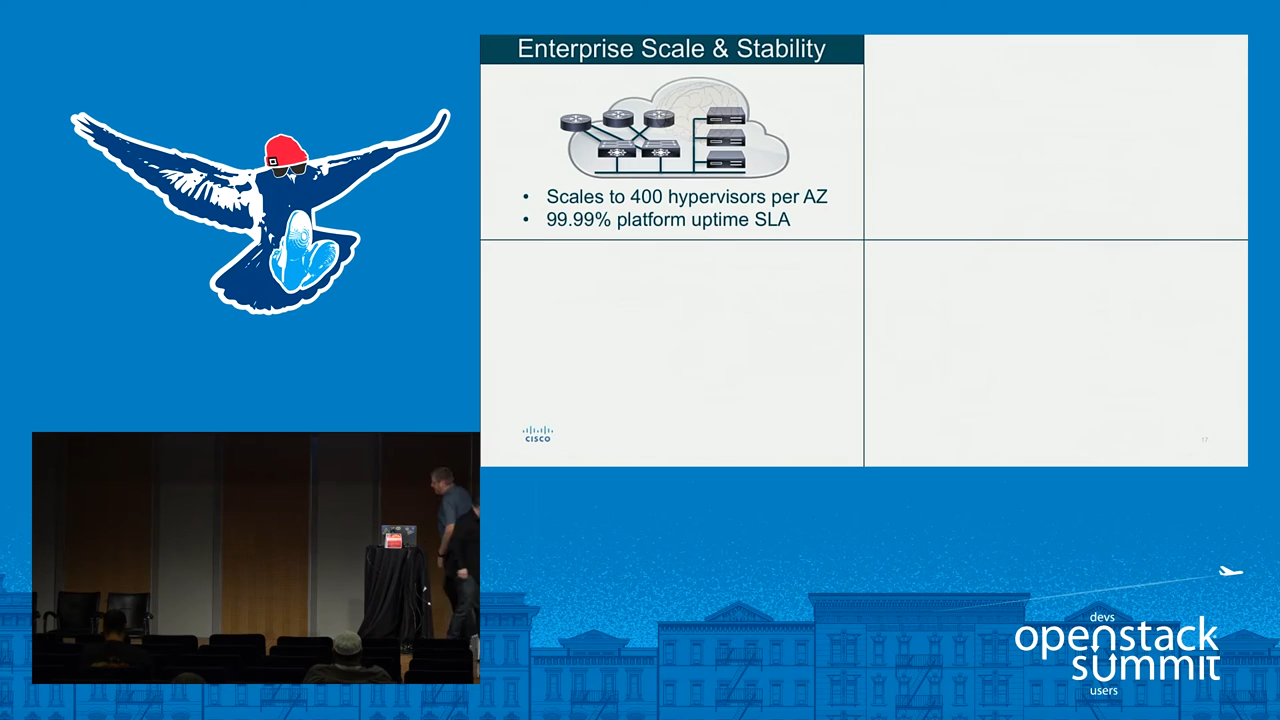 Enterprise Scale & Stability
• Scales to 400 hypervisors per AZ
• 99.99% platform uptime SLA
CISCO
17
devs
openstack
summit
users